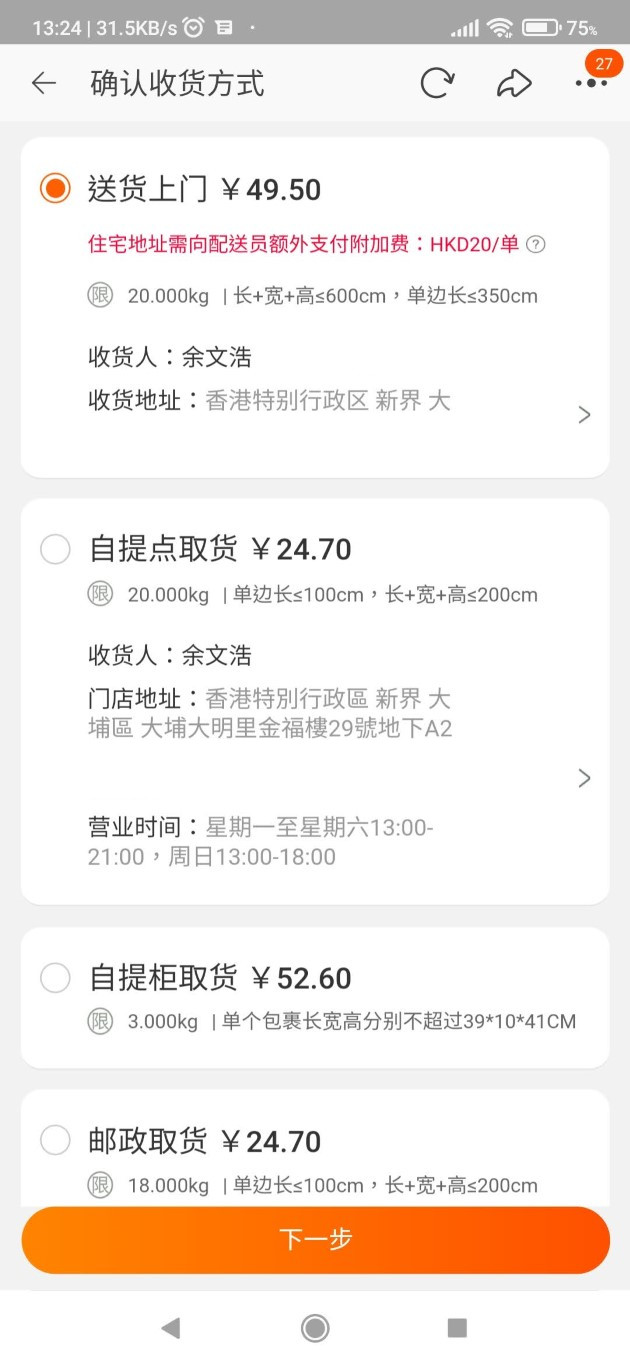 13:24 | 31.5KB/s
75%
27
确认收货方式
送货上门 ￥49.50
住宅地址需向配送员额外支付附加费：HKD20/单 ?
限 20.000kg | 长+宽+高≤600cm，单边长≤350cm
收货人：余文浩
收货地址：香港特别行政区 新界 大
自提点取货 ￥24.70
限 20.000kg | 单边长≤100cm，长+宽+高≤200cm
收货人：余文浩
门店地址：香港特別行政區 新界 大
埔區 大埔大明里金福樓29號地下A2
营业时间：星期一至星期六13:00-
21:00，周日13:00-18:00
自提柜取货 ￥52.60
限 3.000kg | 单个包裹长宽高分别不超过39*10*41CM
邮政取货 ￥24.70
限 18.000kg | 单边长≤100cm，长+宽+高≤200cm
下一步